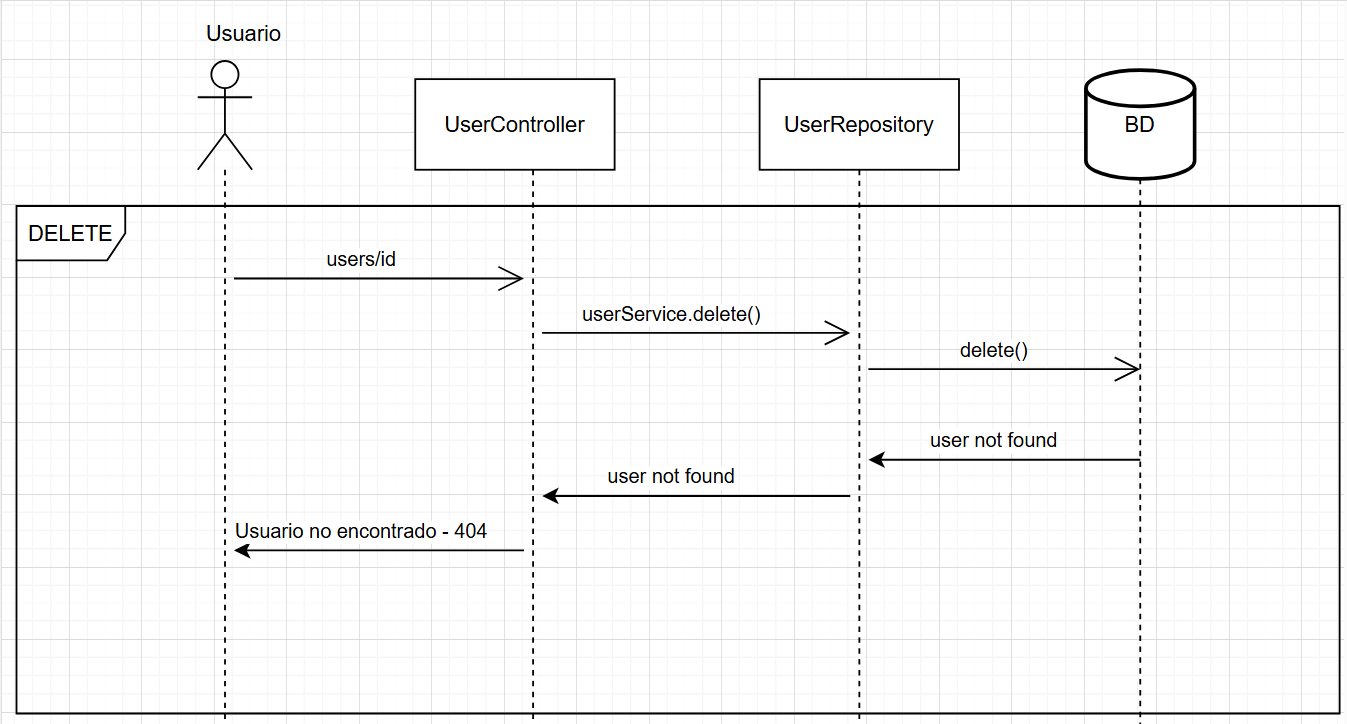 Usuario
UserController
UserRepository
BD
DELETE
users/id
userService.delete()
delete()
user not found
user not found
Usuario no encontrado - 404